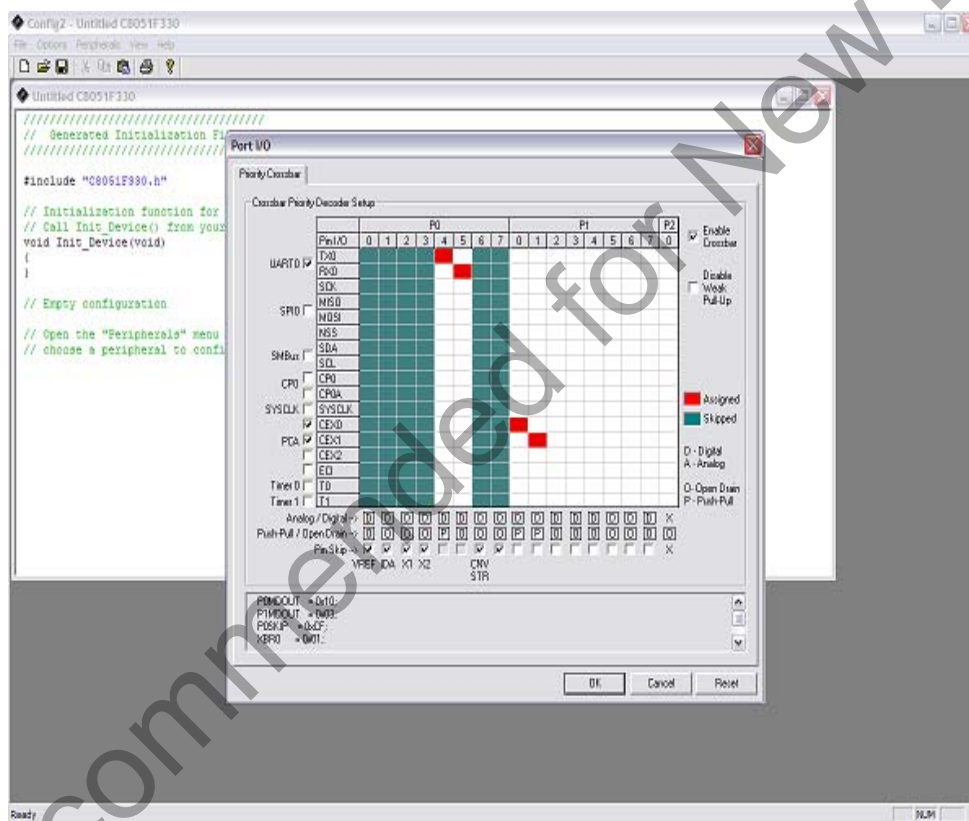 Config2 - Untitled C8051F330
File Options Peripherals View Help
Untitled C8051F330
//////////////////////////////////////
// Generated Initialization Fi
#include "C8051F330.h"
// Initialization function for
// Call Init_Device() from your
void Init_Device(void)
{
}
// Empty configuration
// Open the "Peripherals" menu
// choose a peripheral to confi
Port I/O
Priority Crossbar
Crossbar Priority Decoder Setup
P0 P1 P2
Pin I/O 0 1 2 3 4 5 6 7 0 1 2 3 4 5 6 7 0
UART0 TX0
RX0
SCK
SPI0 MISO
MOSI
NSS
SMBus SDA
SCL
CP0 CP0
CP0A
SYSCLK SYSCLK
CEX0
PCA CEX1
CEX2
ECI
Timer 0 T0
Timer 1 T1
Enable Crossbar
Disable Weak Pull-Up
Assigned
Skipped
D - Digital
A - Analog
O - Open Drain
P - Push-Pull
Analog / Digital -> D D D D D D D D D D D D D D D D X
Push-Pull / Open Drain -> O O O O P O O O P P O O O O O O O
Pin Skip -> X
VREF IDA X1 X2 CNV STR
P0MDOUT = 0x10;
P1MDOUT = 0x03;
P0SKIP = 0xCF;
XBR0 = 0x01;
OK Cancel Reset
Ready NUM
commended for New